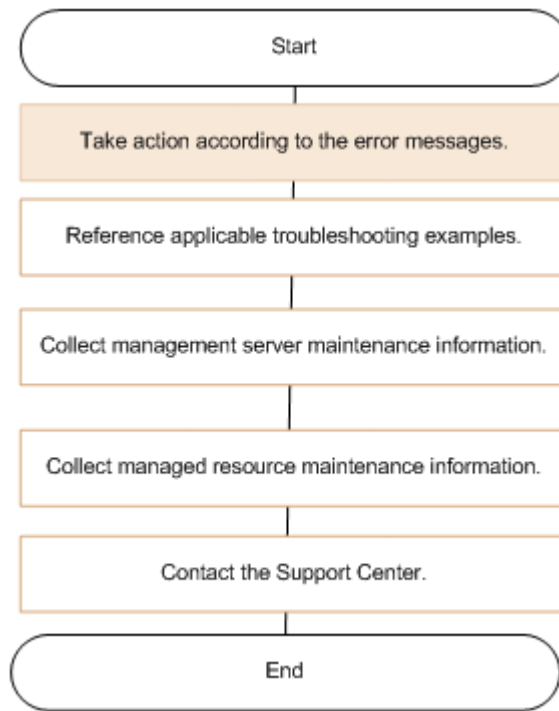 Start
Take action according to the error messages.
Reference applicable troubleshooting examples.
Collect management server maintenance information.
Collect managed resource maintenance information.
Contact the Support Center.
End